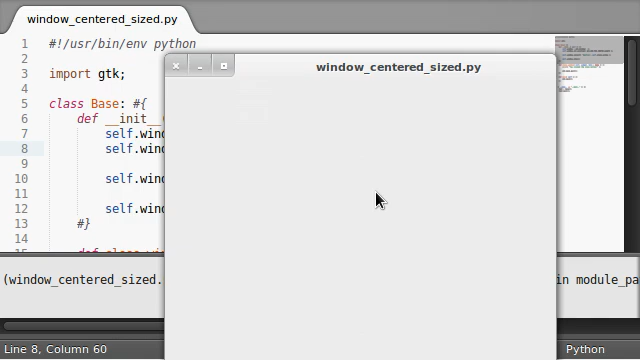 window_centered_sized.py
1 #!/usr/bin/env python
2
3 import gtk;
4
5 class Base: #{
6 def __init__(
7 self.wind
8 self.wind
9
10 self.wind
11
12 self.wind
13 #}
14
15
window_centered_sized.py
(window_centered_sized.
in module_pa
Line 8, Column 60
Python